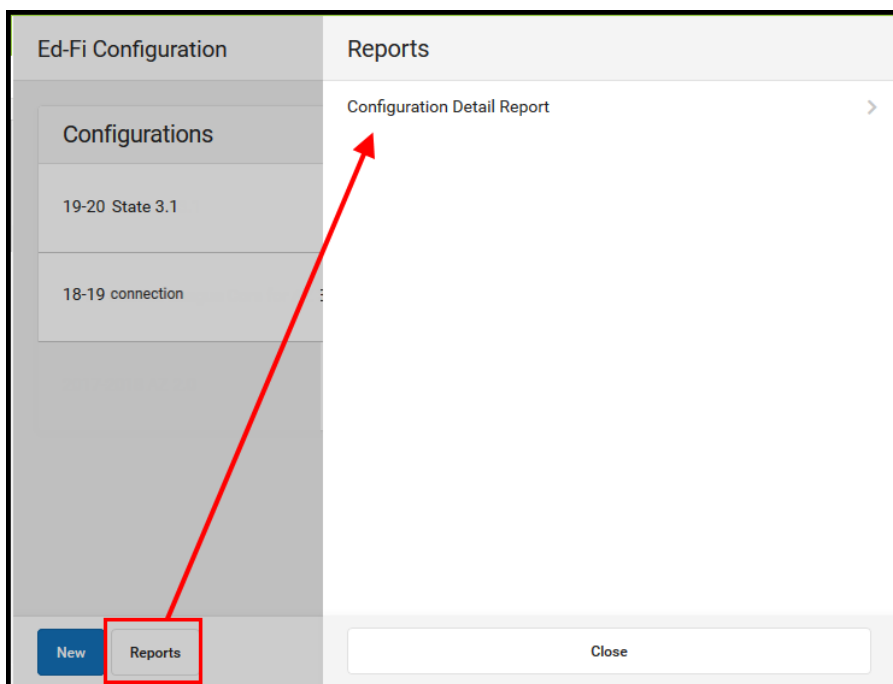 Ed-Fi Configuration
Configurations
19-20 State 3.1
18-19 connection
New
Reports
Reports
Configuration Detail Report
Close